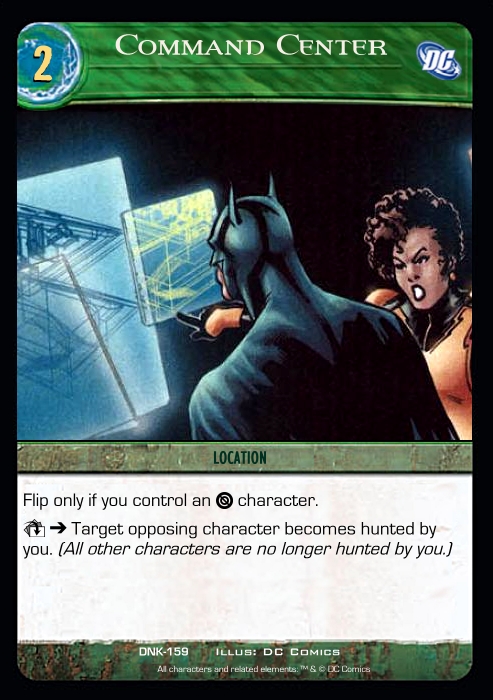 2
COMMAND CENTER
DC
LOCATION
Flip only if you control an character.
➔ Target opposing character becomes hunted by
you. (All other characters are no longer hunted by you.)
DNK-159 ILLUS: DC COMICS
All characters and related elements: ™ & © DC Comics